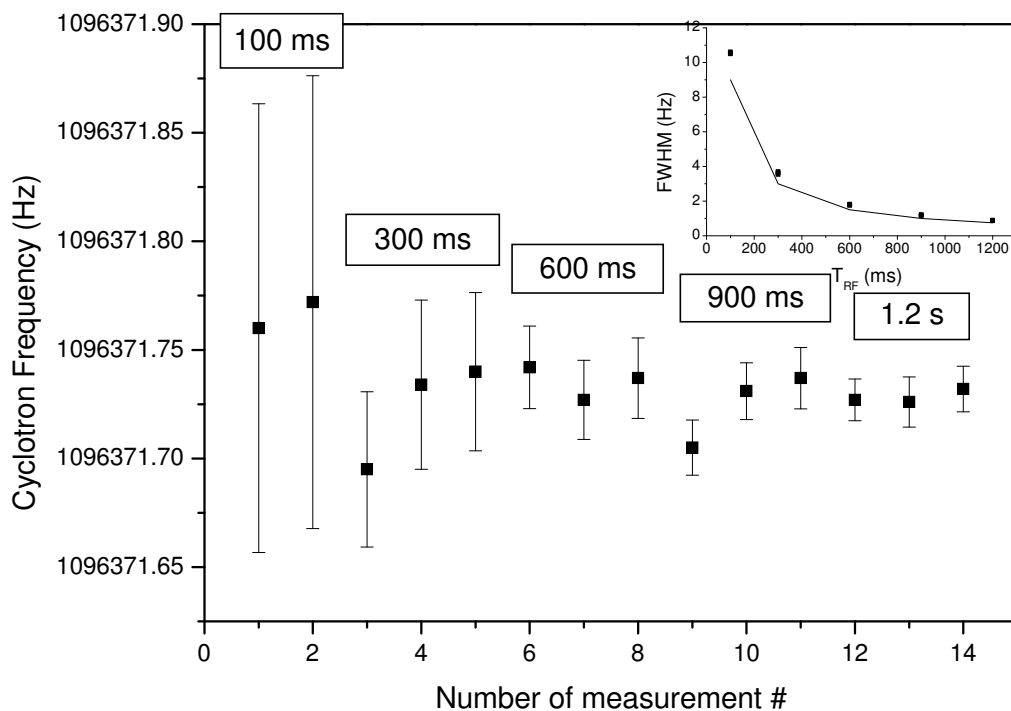 1096371.90
1096371.85
1096371.80
1096371.75
1096371.70
1096371.65
Cyclotron Frequency (Hz)
0 2 4 6 8 10 12 14
Number of measurement #
100 ms
300 ms
600 ms
900 ms
1.2 s
12
10
8
6
4
2
0
FWHM (Hz)
0 200 400 600 800 1000 1200
T_RF (ms)